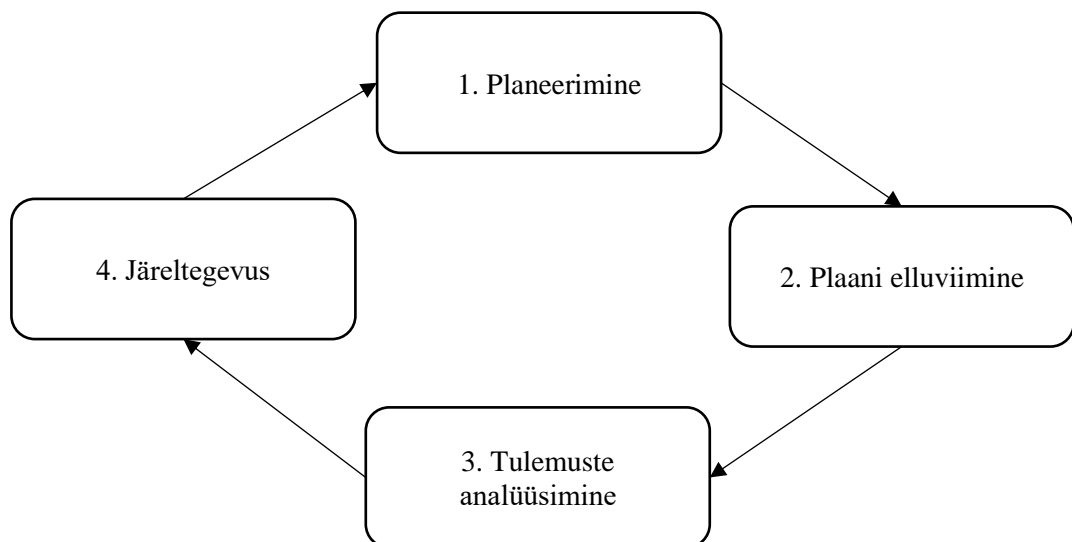 1. Planeerimine
2. Plaani elluviimine
3. Tulemuste
analüüsimine
4. Järeltegevus